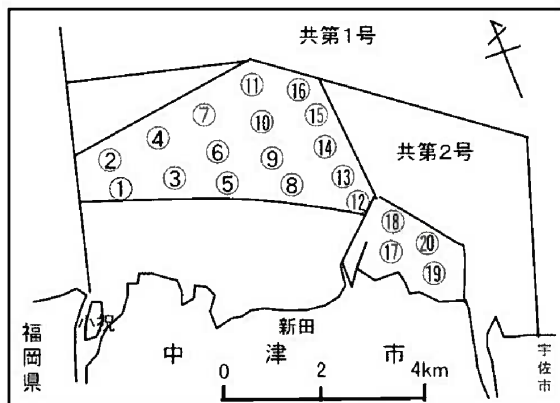 共第1号
⑪
⑯
⑦
⑮
④
⑩
②
⑥
⑨
⑭
共第2号
①
③
⑤
⑧
⑬
⑫
⑱
⑳
⑰
⑲
小祝
新田
福岡県
中津市
宇佐市
0 2 4km